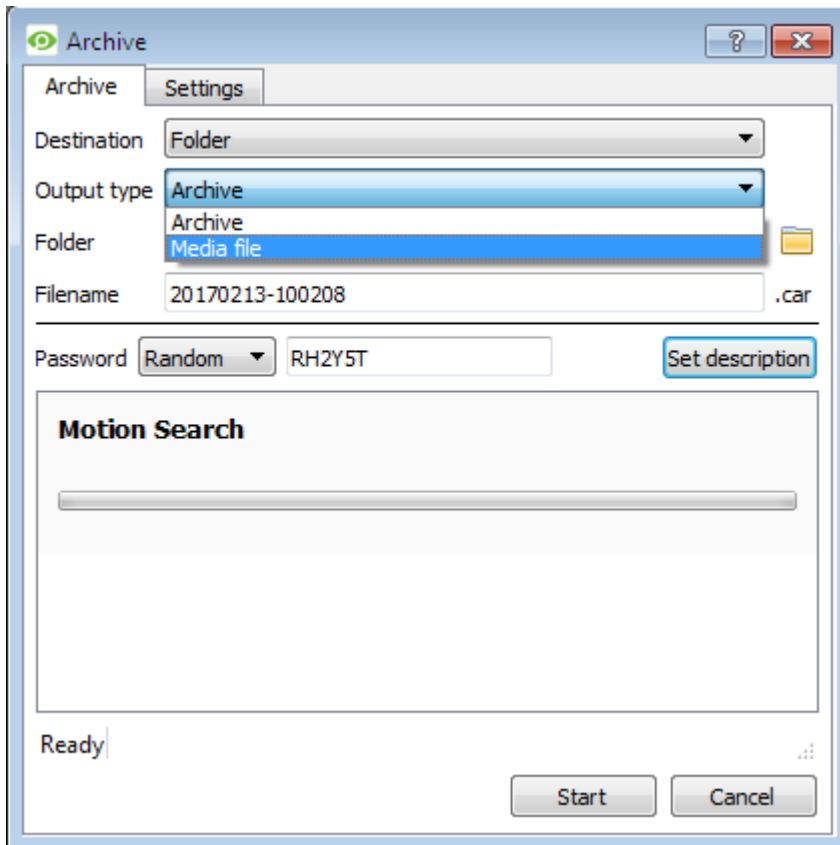 Archive
Archive Settings
Destination Folder
Output type Archive
Archive
Media file
Folder
Filename 20170213-100208 .car
Password Random RH2Y5T Set description
Motion Search
Ready
Start Cancel